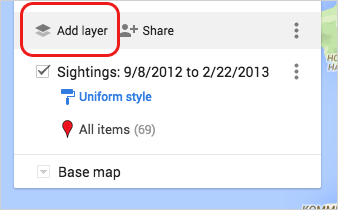 Add layer Share
Sightings: 9/8/2012 to 2/22/2013
Uniform style
All items (69)
Base map